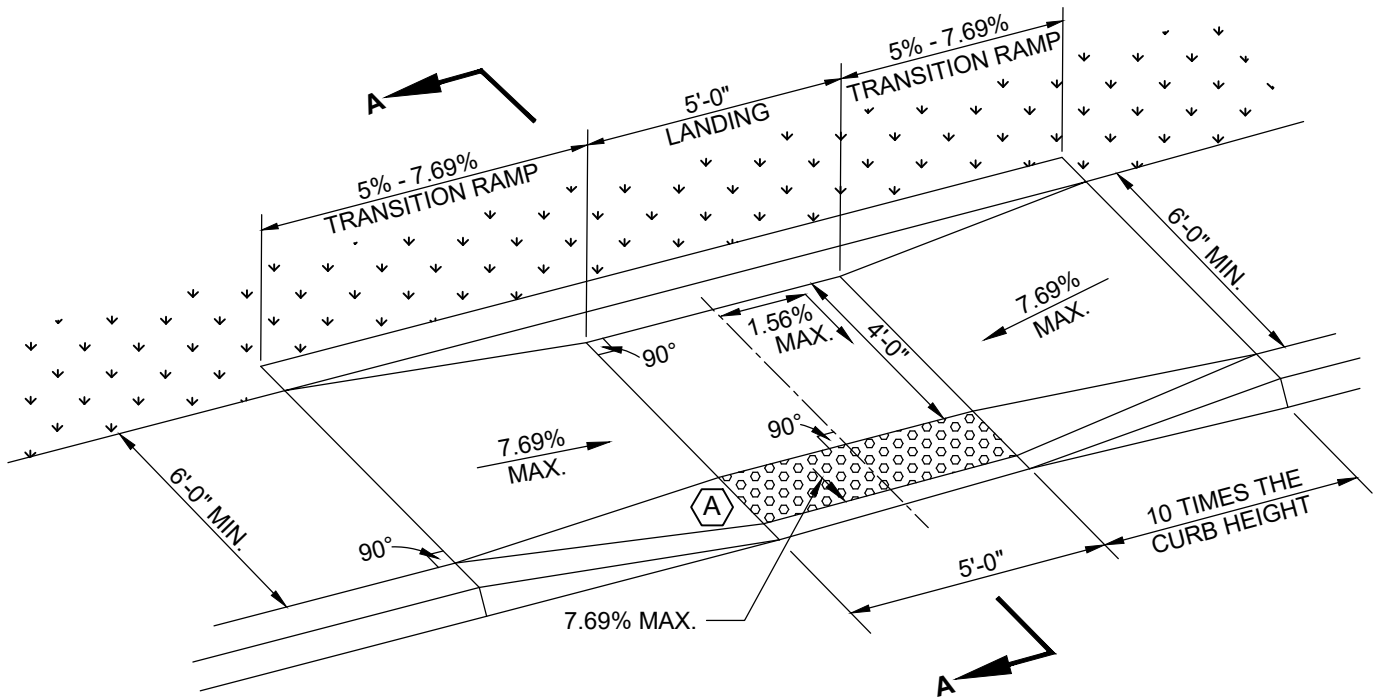 5% - 7.69%
TRANSITION RAMP
A
5'-0"
LANDING
5% - 7.69%
TRANSITION RAMP
6'-0" MIN.
7.69%
MAX.
1.56%
MAX.
4'-0"
90°
90°
7.69%
MAX.
A
6'-0" MIN.
90°
10 TIMES THE
CURB HEIGHT
5'-0"
7.69% MAX.
A